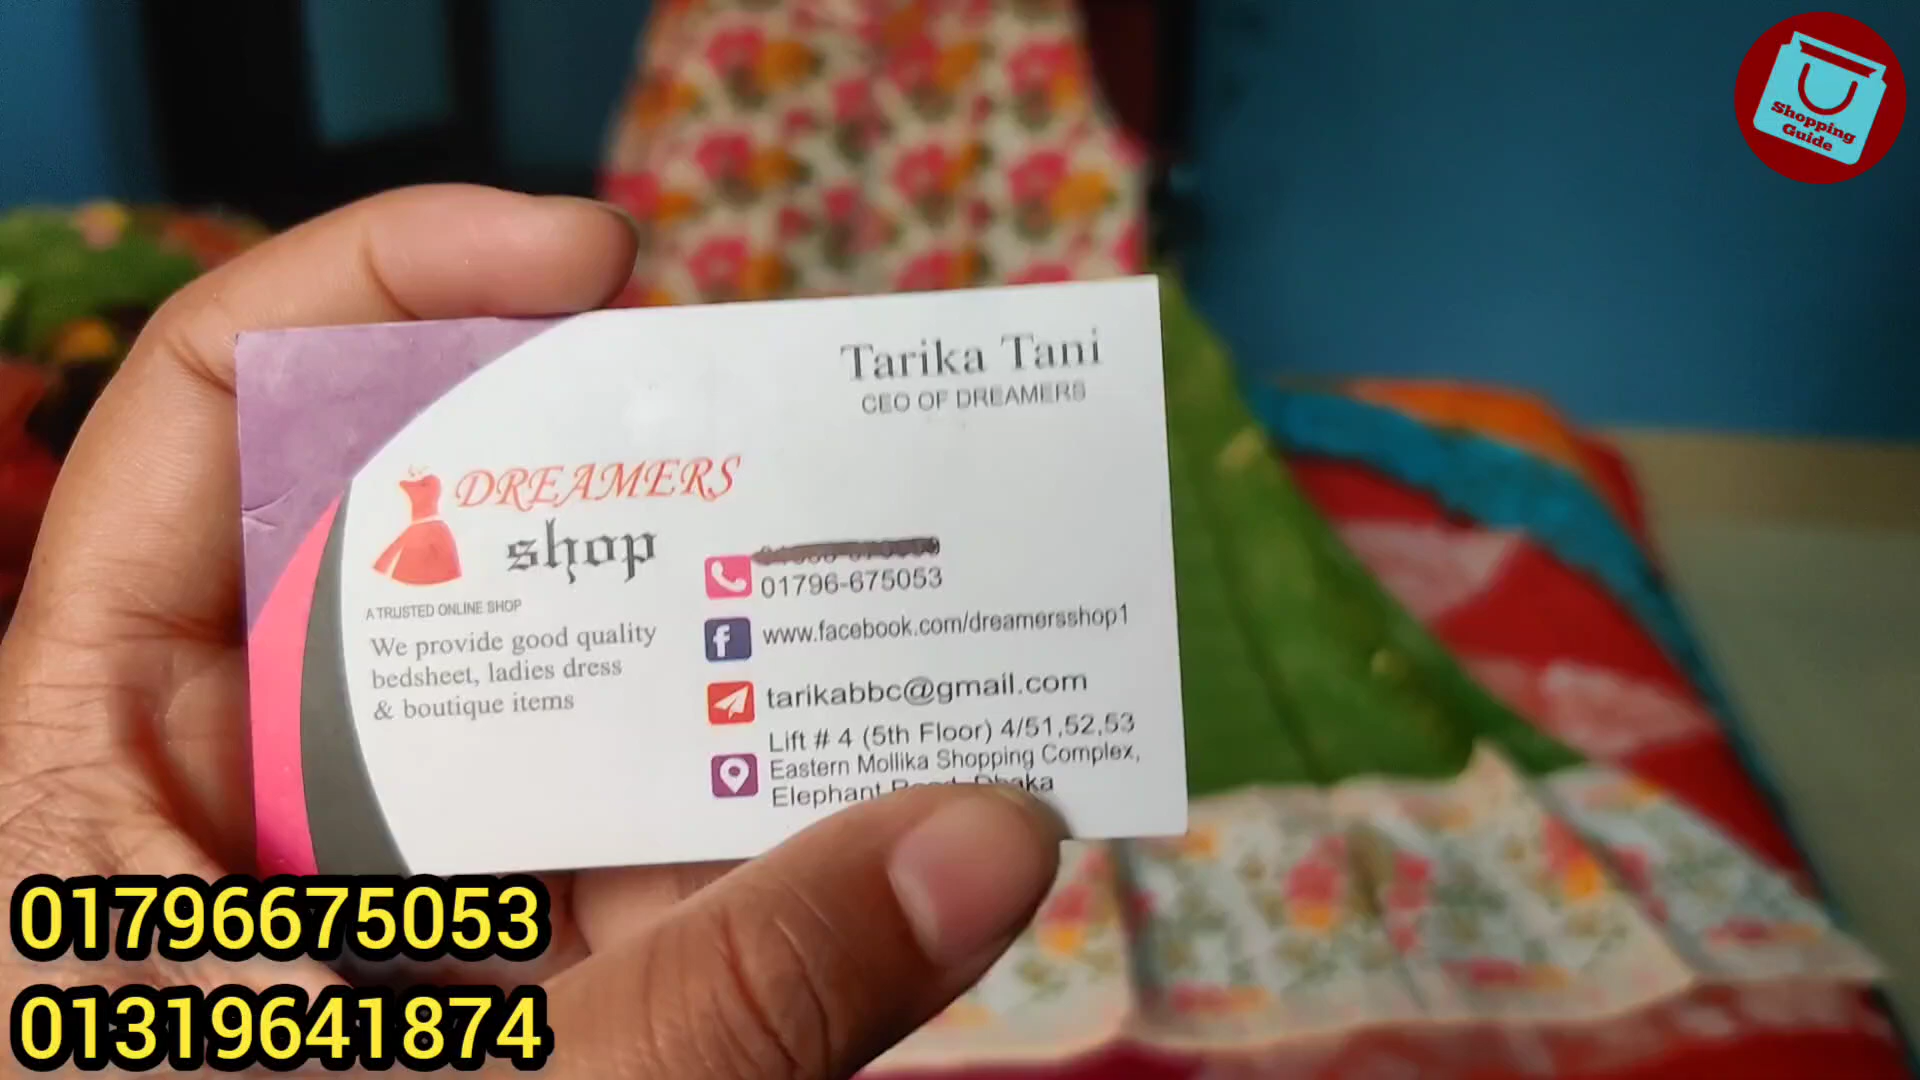 Shopping
Guide
Tarika Tani
CEO OF DREAMERS
DREAMERS
shop
A TRUSTED ONLINE SHOP
We provide good quality
bedsheet, ladies dress
& boutique items
01796-675053
f
www.facebook.com/dreamersshop1
tarikabbc@gmail.com
Lift # 4 (5th Floor) 4/51,52,53
Eastern Mollika Shopping Complex,
Elephant
01796675053
01319641874